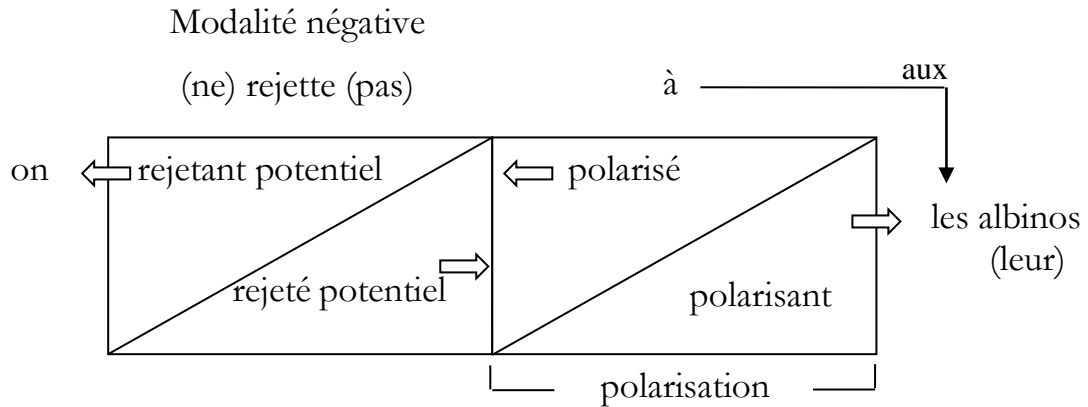 Modalité négative
(ne) rejette (pas)
à
aux
on
rejetant potentiel
polarisé
les albinos
(leur)
rejeté potentiel
polarisant
polarisation